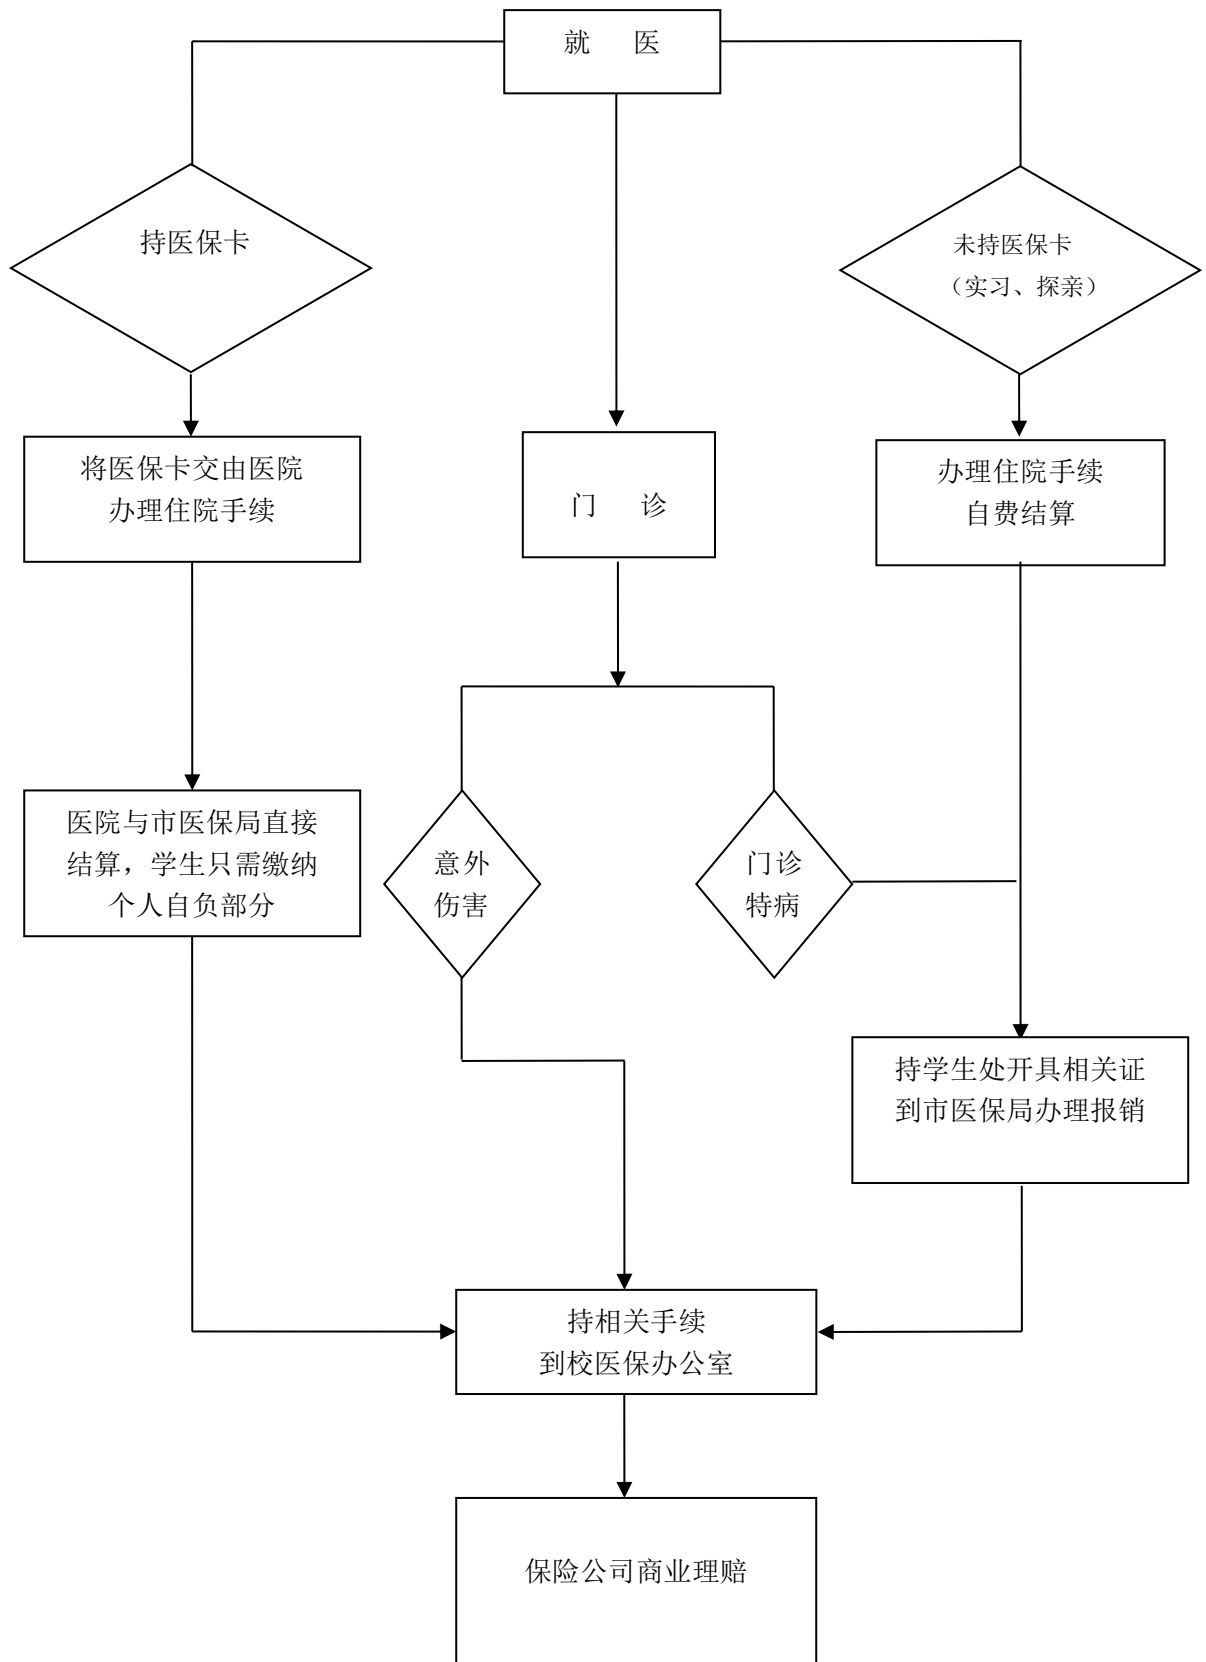 就 医
持医保卡
未持医保卡
（实习、探亲）
将医保卡交由医院
办理住院手续
门 诊
办理住院手续
自费结算
医院与市医保局直接
结算，学生只需缴纳
个人自负部分
意外
伤害
门诊
特病
持学生处开具相关证
到市医保局办理报销
持相关手续
到校医保办公室
保险公司商业理赔